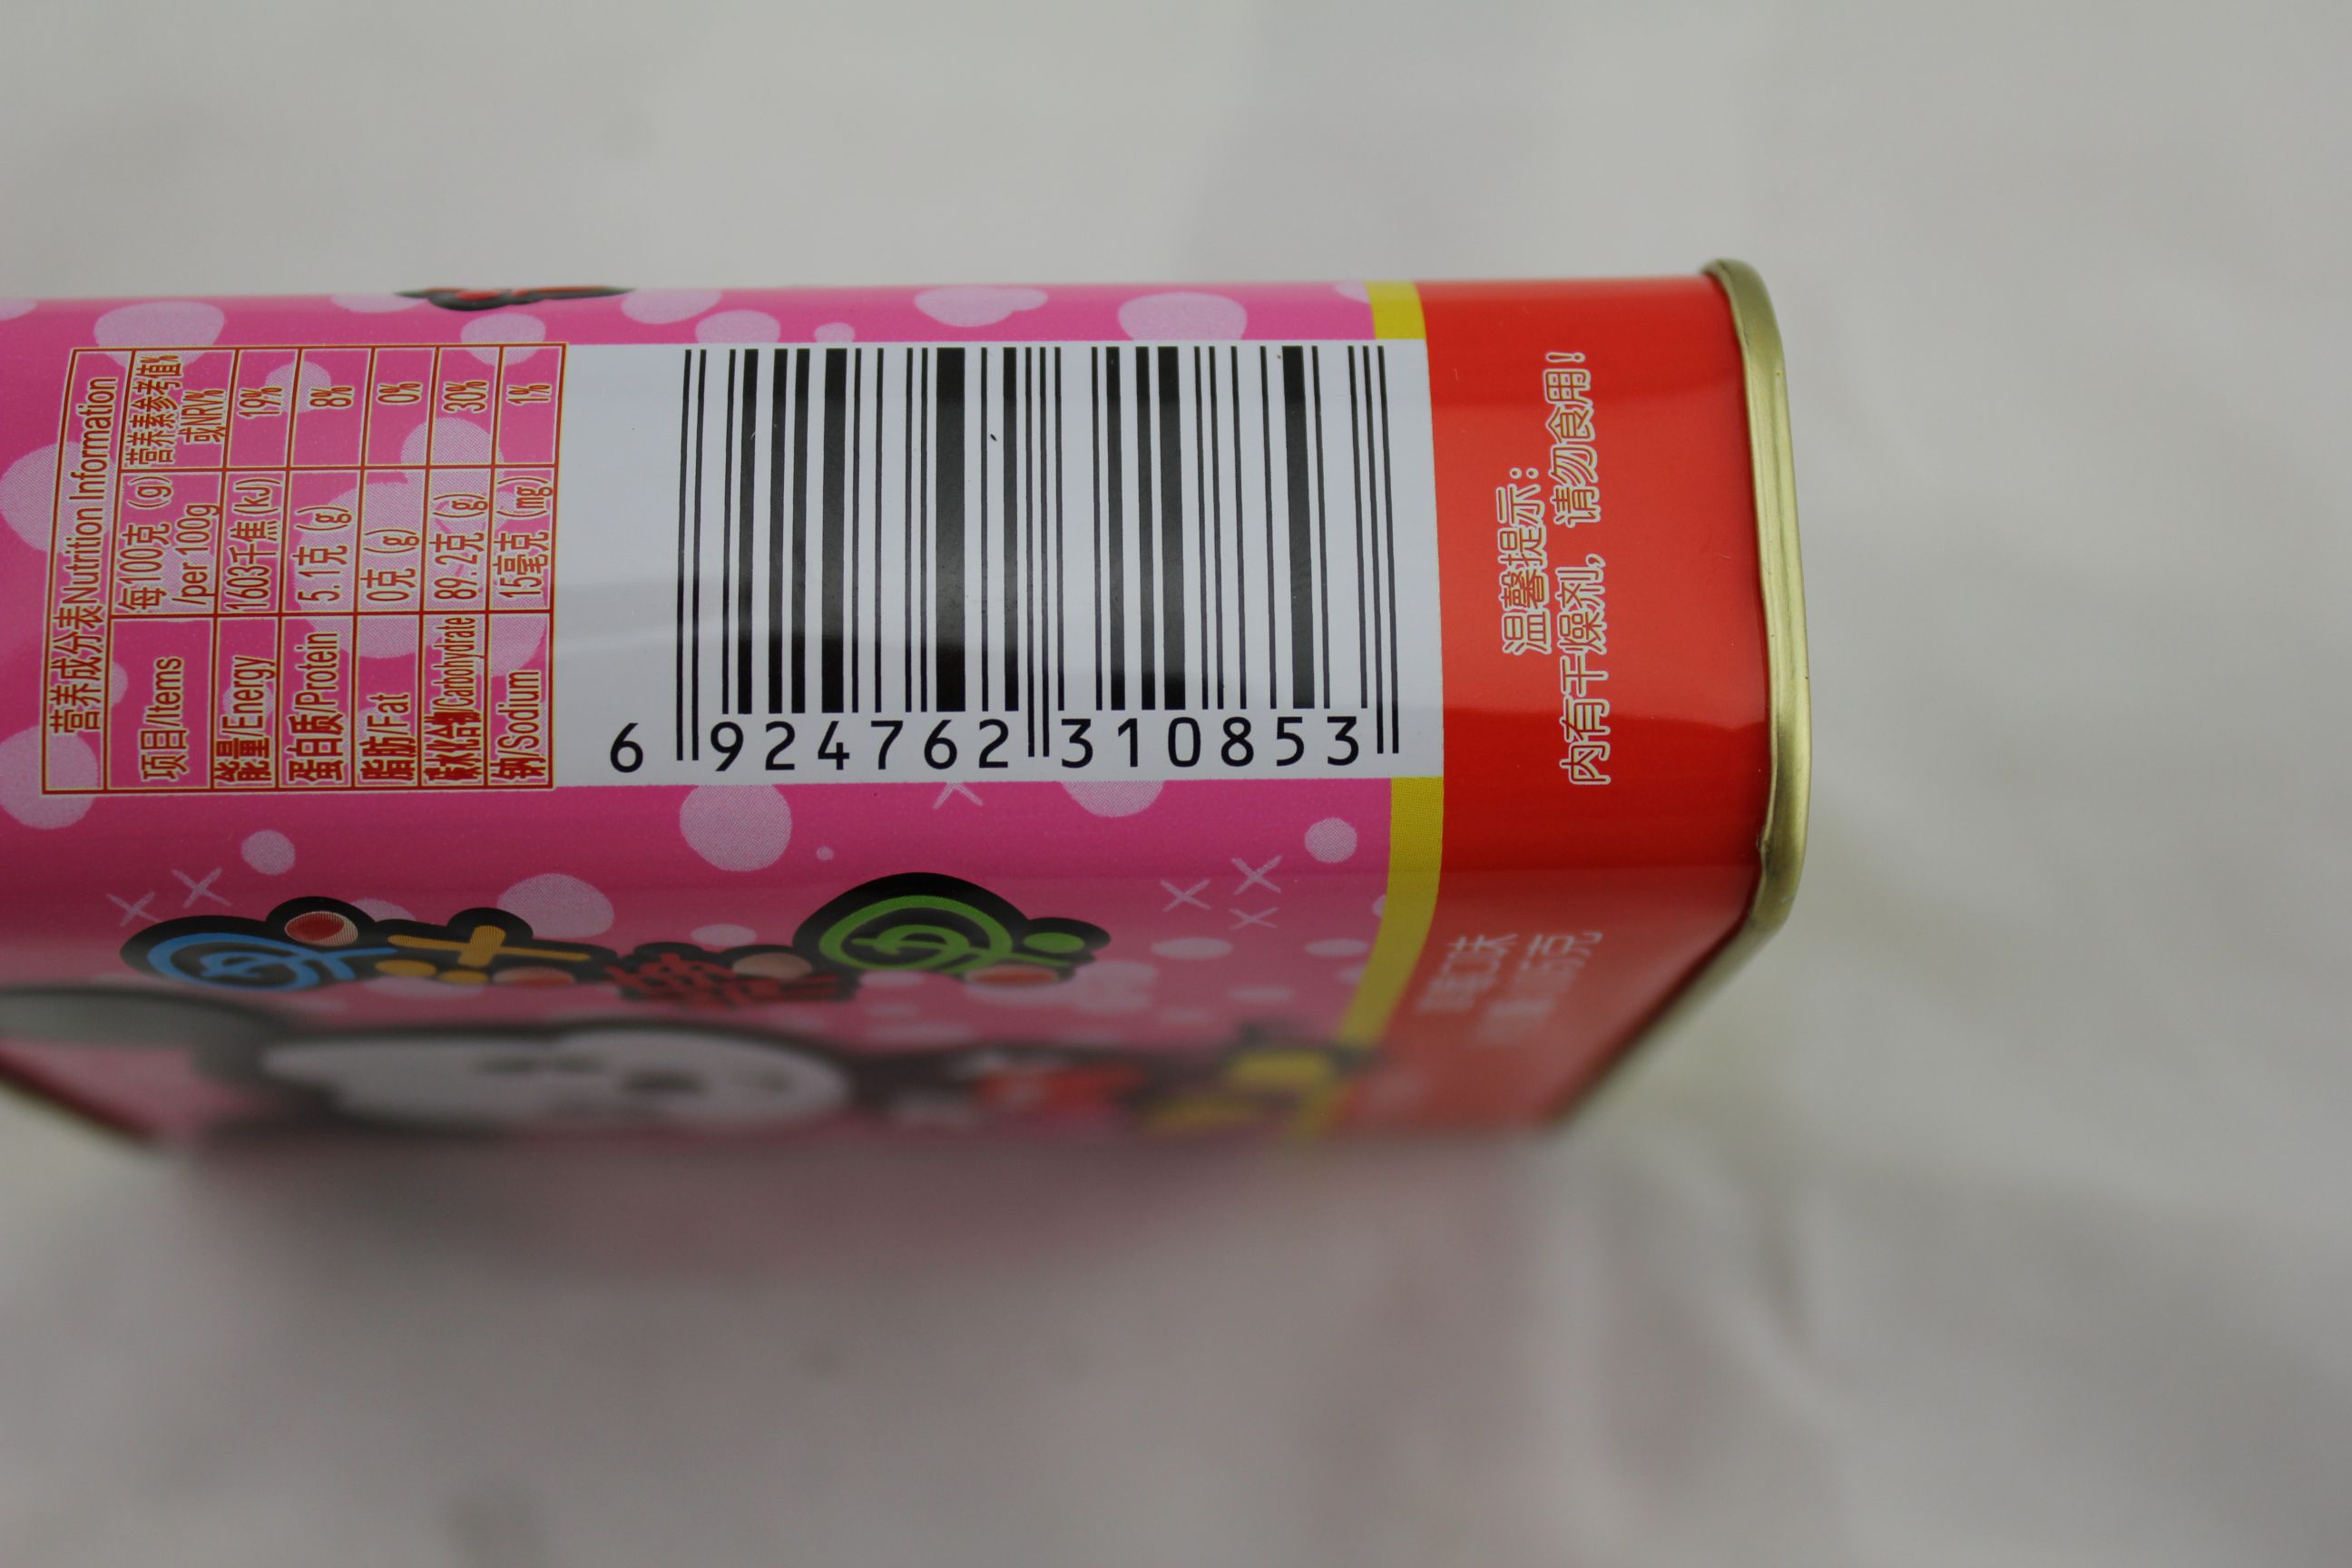 营养成分表Nutrition Information
项目/Items 每100克(g)/per 100g 营养素参考值%或NRV%
能量/Energy 1603千焦(kJ) 19%
蛋白质/Protein 5.1克(g) 8%
脂肪/Fat 0克(g) 0%
碳水化合物/Carbohydrate 89.2克(g) 30%
钠/Sodium 15毫克(mg) 1%
6 924762 310853
温馨提示:
内有干燥剂,请勿食用!